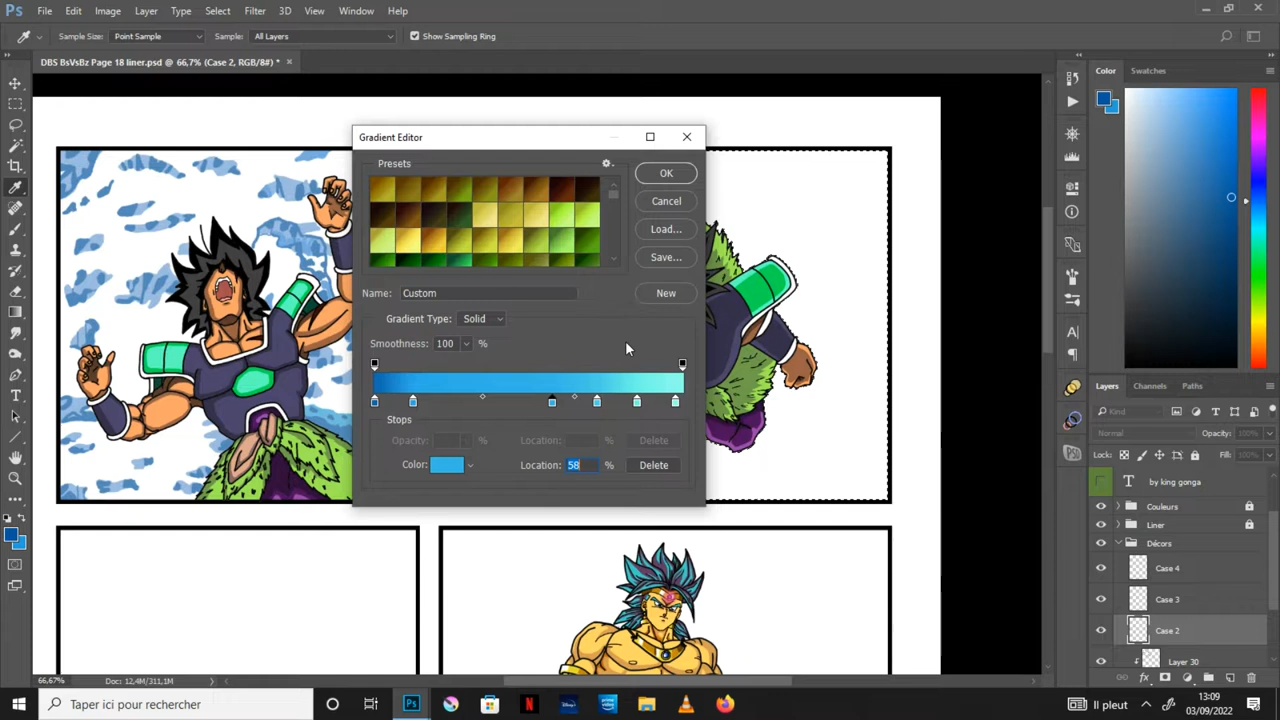 Ps File Edit Image Layer Type Select Filter 3D View Window Help
Sample Size: Point Sample Sample: All Layers Show Sampling Ring
DBS BsVsBz Page 18 liner.psd @ 66,7% (Case 2, RGB/8#) *
Color Swatches
Gradient Editor
Presets
OK
Cancel
Load...
Save...
Name: Custom
New
Gradient Type: Solid
Smoothness: 100 %
Stops
Opacity: % Location: % Delete
Color: Location: 58 % Delete
Layers Channels Paths
Kind
Normal Opacity:
Lock: Fill:
T by king gonga
Couleurs
Liner
Décors
Case 4
Case 3
Case 2
Layer 30
66,67% Doc: 12,4M/311,1M
Taper ici pour rechercher
Il pleut
13:09
03/09/2022